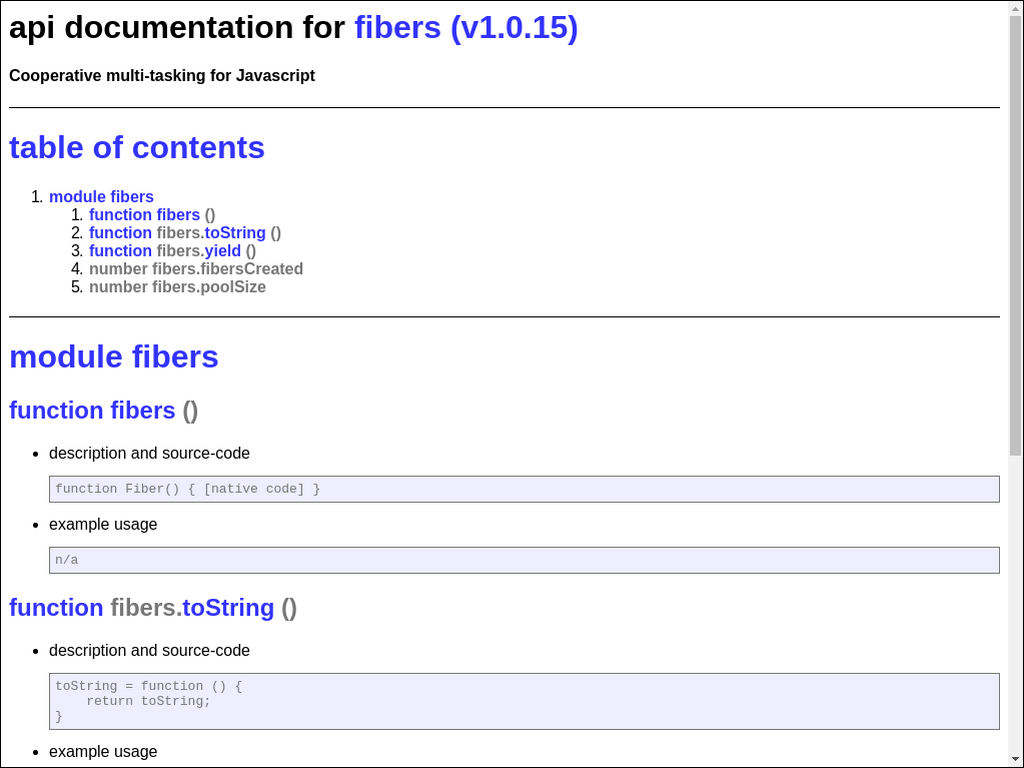 api documentation for fibers (v1.0.15)
Cooperative multi-tasking for Javascript
table of contents
1. module fibers
1. function fibers ()
2. function fibers.toString ()
3. function fibers.yield ()
4. number fibers.fibersCreated
5. number fibers.poolSize
module fibers
function fibers ()
• description and source-code
function Fiber() { [native code] }
• example usage
n/a
function fibers.toString ()
• description and source-code
toString = function () {
    return toString;
}
• example usage